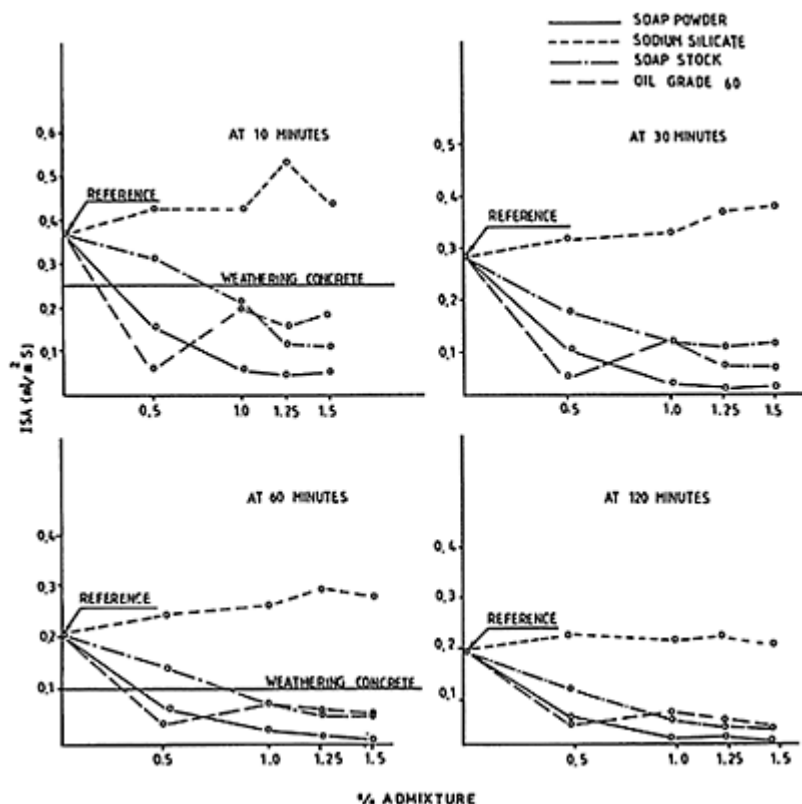 SOAP POWDER
SODIUM SILICATE
SOAP STOCK
OIL GRADE 60
AT 10 MINUTES
0,6
0,5
0,4
0,3
0,2
0,1
REFERENCE
WEATHERING CONCRETE
0.5
1.0
1.25
1.5
AT 30 MINUTES
0,5
0,4
0,3
0,2
0,1
REFERENCE
0.5
1.0
1.25
1.5
ISA (ml/m² S)
AT 60 MINUTES
0,4
0,3
0,2
0,1
REFERENCE
WEATHERING CONCRETE
0.5
1.0
1.25
1.5
AT 120 MINUTES
0,4
0,3
0,2
0,1
REFERENCE
0.5
1.0
1.25
1.5
% ADMIXTURE